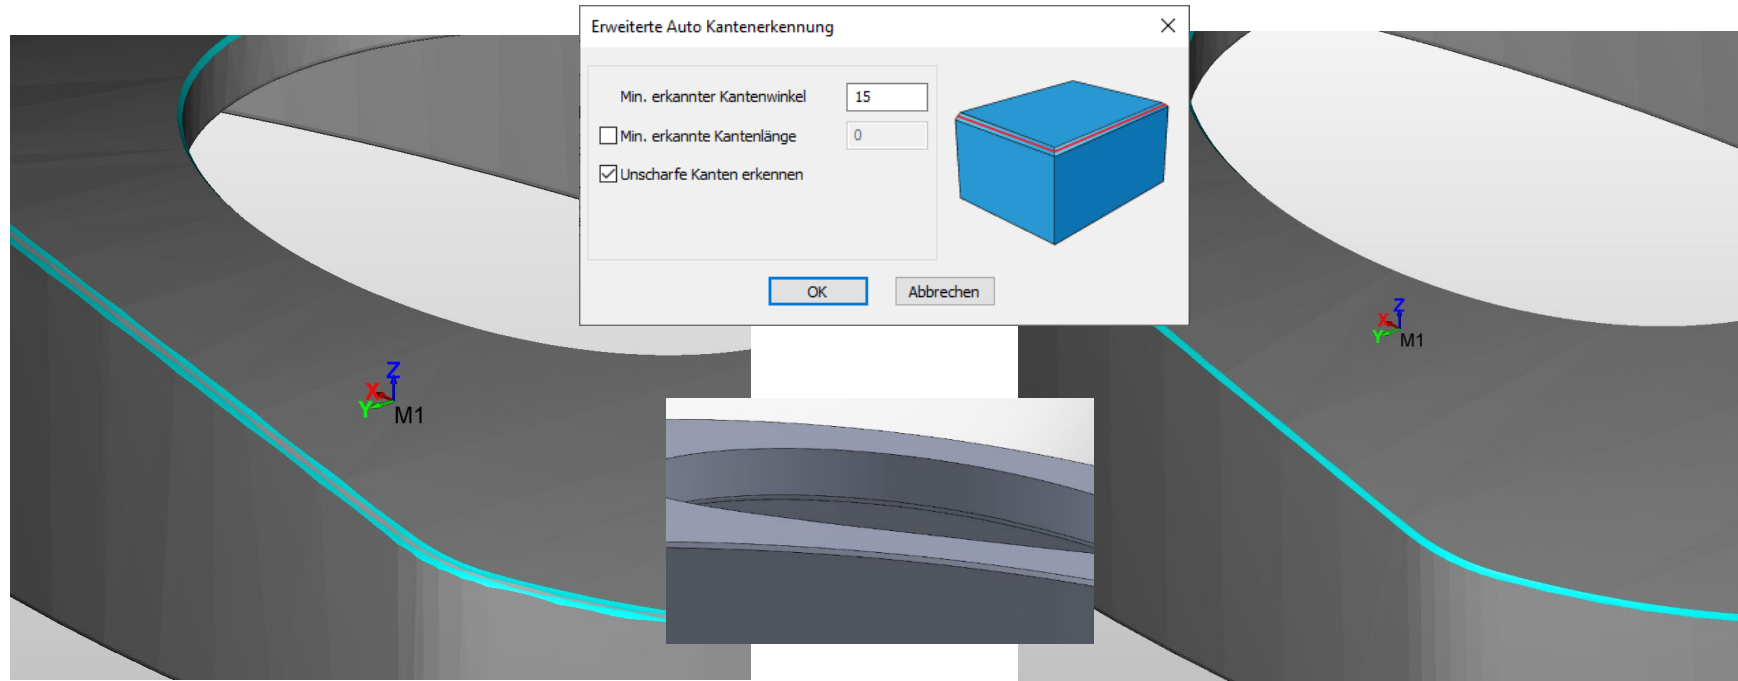 Erweiterte Auto Kantenerkennung
Min. erkannter Kantenwinkel 15
Min. erkannte Kantenlänge 0
Unscharfe Kanten erkennen
OK Abbrechen
Z
X
Y
M1
Z
X
Y
M1